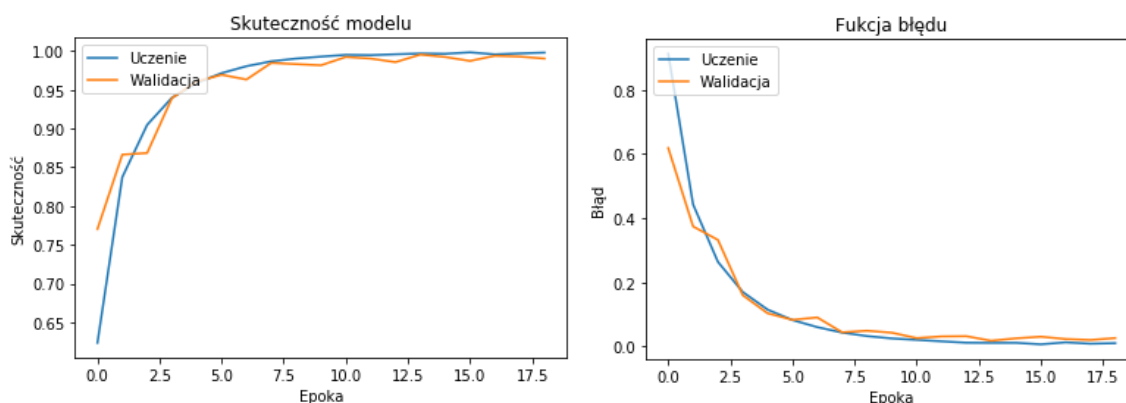 Skuteczność modelu
Uczenie
Walidacja
Skuteczność
1.00
0.95
0.90
0.85
0.80
0.75
0.70
0.65
0.0 2.5 5.0 7.5 10.0 12.5 15.0 17.5
Epoka
Fukcja błędu
Uczenie
Walidacja
Błąd
0.8
0.6
0.4
0.2
0.0
0.0 2.5 5.0 7.5 10.0 12.5 15.0 17.5
Epoka